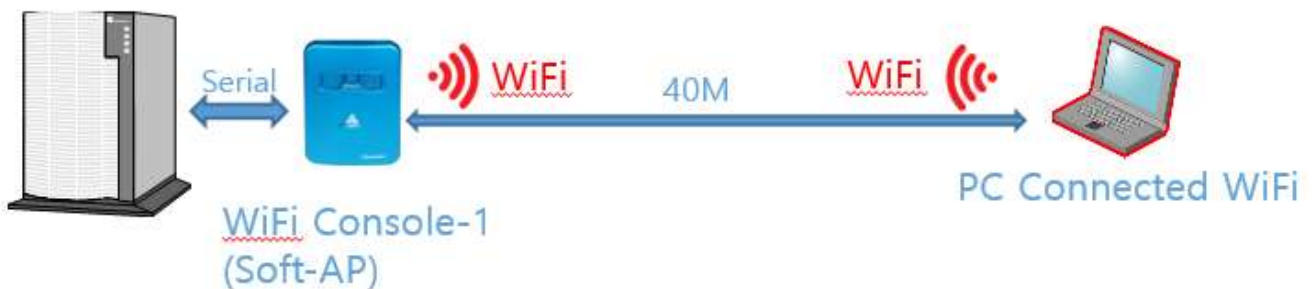 Serial
WiFi
40M
WiFi
PC Connected WiFi
WiFi Console-1
(Soft-AP)